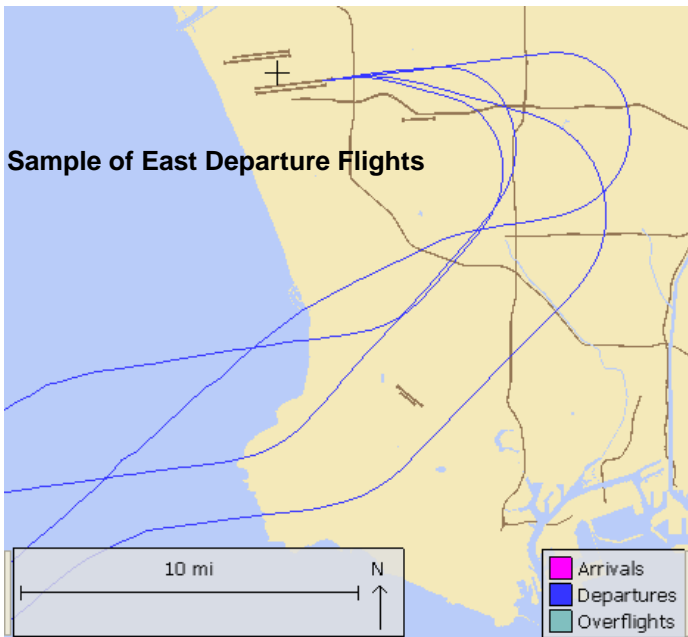 Sample of East Departure Flights
10 mi
N
Arrivals
Departures
Overflights